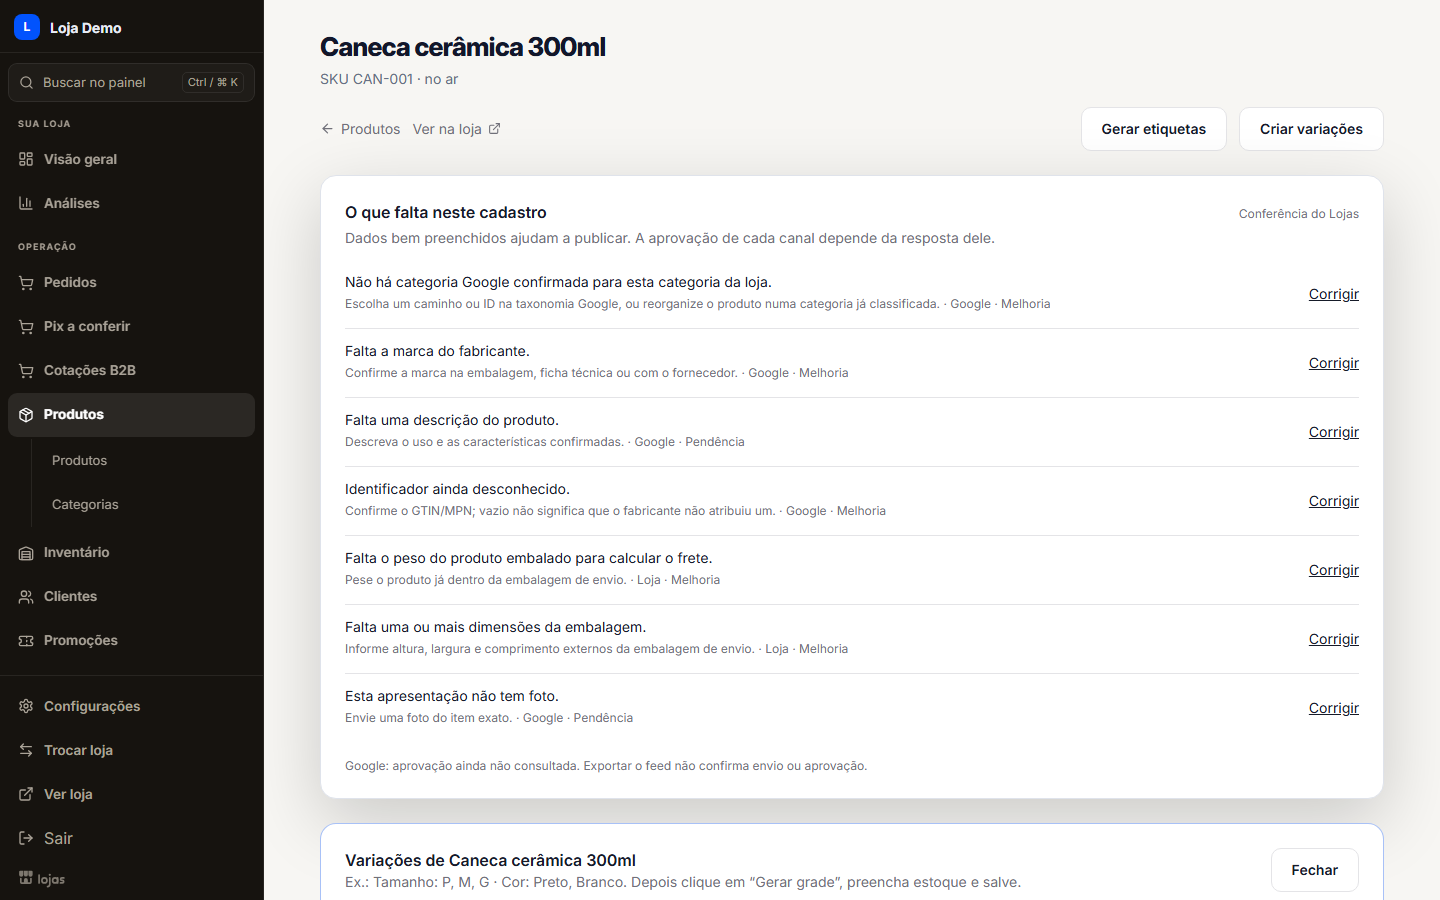 L Loja Demo
Buscar no painel Ctrl / ⌘ K
SUA LOJA
Visão geral
Análises
OPERAÇÃO
Pedidos
Pix a conferir
Cotações B2B
Produtos
Produtos
Categorias
Inventário
Clientes
Promoções
Configurações
Trocar loja
Ver loja
Sair
lojas
Caneca cerâmica 300ml
SKU CAN-001 · no ar
Produtos Ver na loja
Gerar etiquetas
Criar variações
O que falta neste cadastro
Conferência do Lojas
Dados bem preenchidos ajudam a publicar. A aprovação de cada canal depende da resposta dele.
Não há categoria Google confirmada para esta categoria da loja.
Escolha um caminho ou ID na taxonomia Google, ou reorganize o produto numa categoria já classificada. · Google · Melhoria
Corrigir
Falta a marca do fabricante.
Confirme a marca na embalagem, ficha técnica ou com o fornecedor. · Google · Melhoria
Corrigir
Falta uma descrição do produto.
Descreva o uso e as características confirmadas. · Google · Pendência
Corrigir
Identificador ainda desconhecido.
Confirme o GTIN/MPN; vazio não significa que o fabricante não atribuiu um. · Google · Melhoria
Corrigir
Falta o peso do produto embalado para calcular o frete.
Pese o produto já dentro da embalagem de envio. · Loja · Melhoria
Corrigir
Falta uma ou mais dimensões da embalagem.
Informe altura, largura e comprimento externos da embalagem de envio. · Loja · Melhoria
Corrigir
Esta apresentação não tem foto.
Envie uma foto do item exato. · Google · Pendência
Corrigir
Google: aprovação ainda não consultada. Exportar o feed não confirma envio ou aprovação.
Variações de Caneca cerâmica 300ml
Ex.: Tamanho: P, M, G · Cor: Preto, Branco. Depois clique em “Gerar grade”, preencha estoque e salve.
Fechar